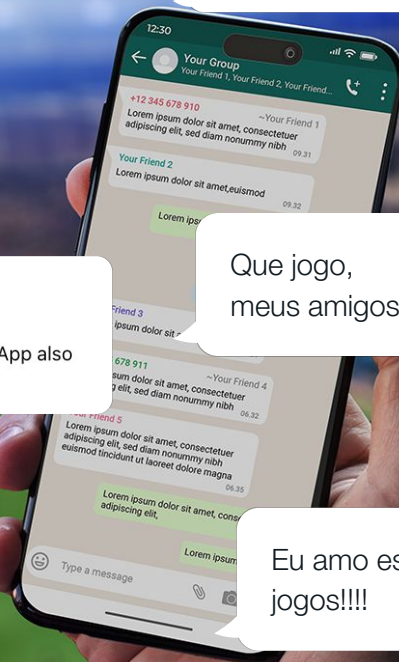 12:30
Your Group
Your Friend 1, Your Friend 2, Your Friend...
+12 345 678 910
~Your Friend 1
Lorem ipsum dolor sit amet, consectetuer
adipiscing elit, sed diam nonummy nibh
09.31
Your Friend 2
Lorem ipsum dolor sit amet,euismod
09.32
Lorem
Que jogo,
meus amigos
Friend 3
ipsum dolor sit
App also
678 911
~Your Friend 4
dolor sit amet, consectetuer
elit, sed diam nonummy nibh
06.32
Friend 5
Lorem ipsum dolor sit amet, consectetuer
adipiscing elit, sed diam nonummy nibh
euismod tincidunt ut laoreet dolore magna
06.35
Lorem ipsum dolor sit amet,
adipiscing elit,
Lorem ipsum
Type a message
Eu amo
jogos!!!!